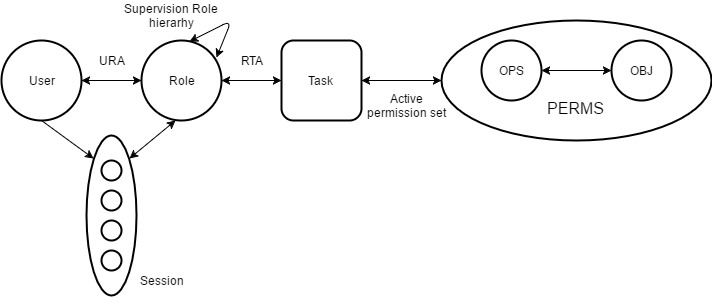 Supervision Role
hierarhy
URA
RTA
User
Role
Task
OPS
OBJ
Active
permission set
PERMS
Session